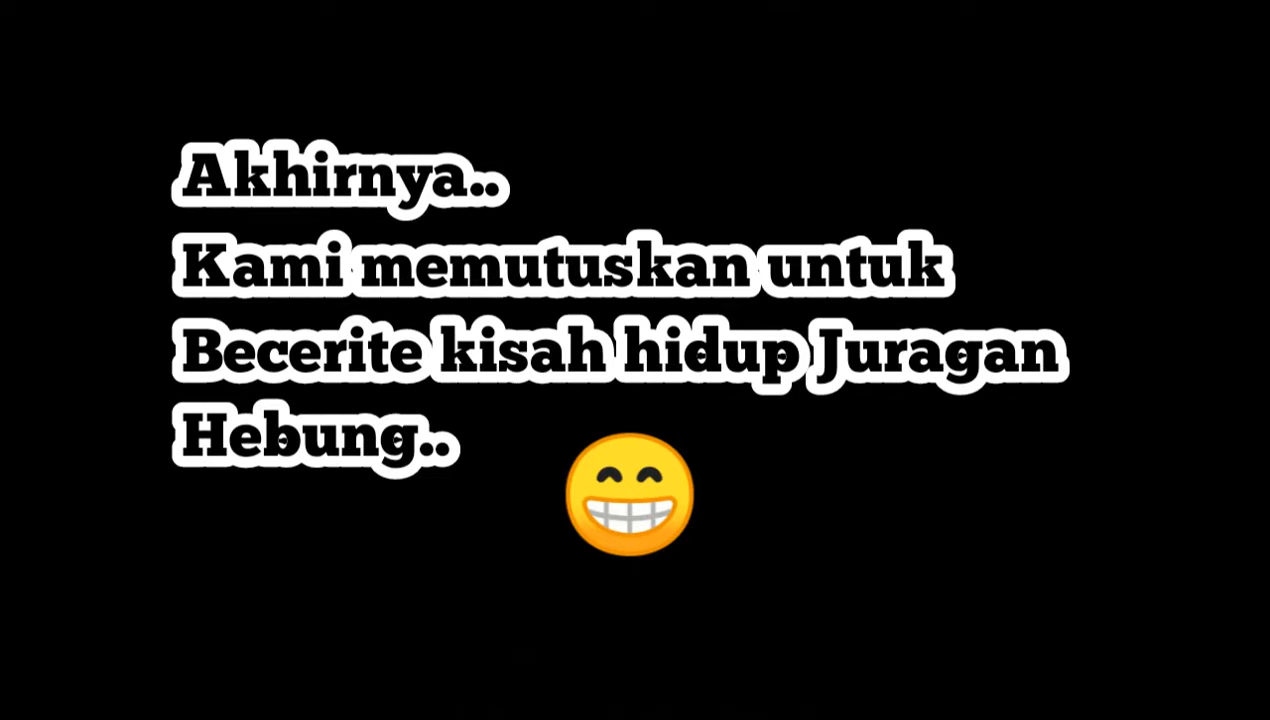 Akhirnya..
Kami memutuskan untuk
Becerite kisah hidup Juragan
Hebung..